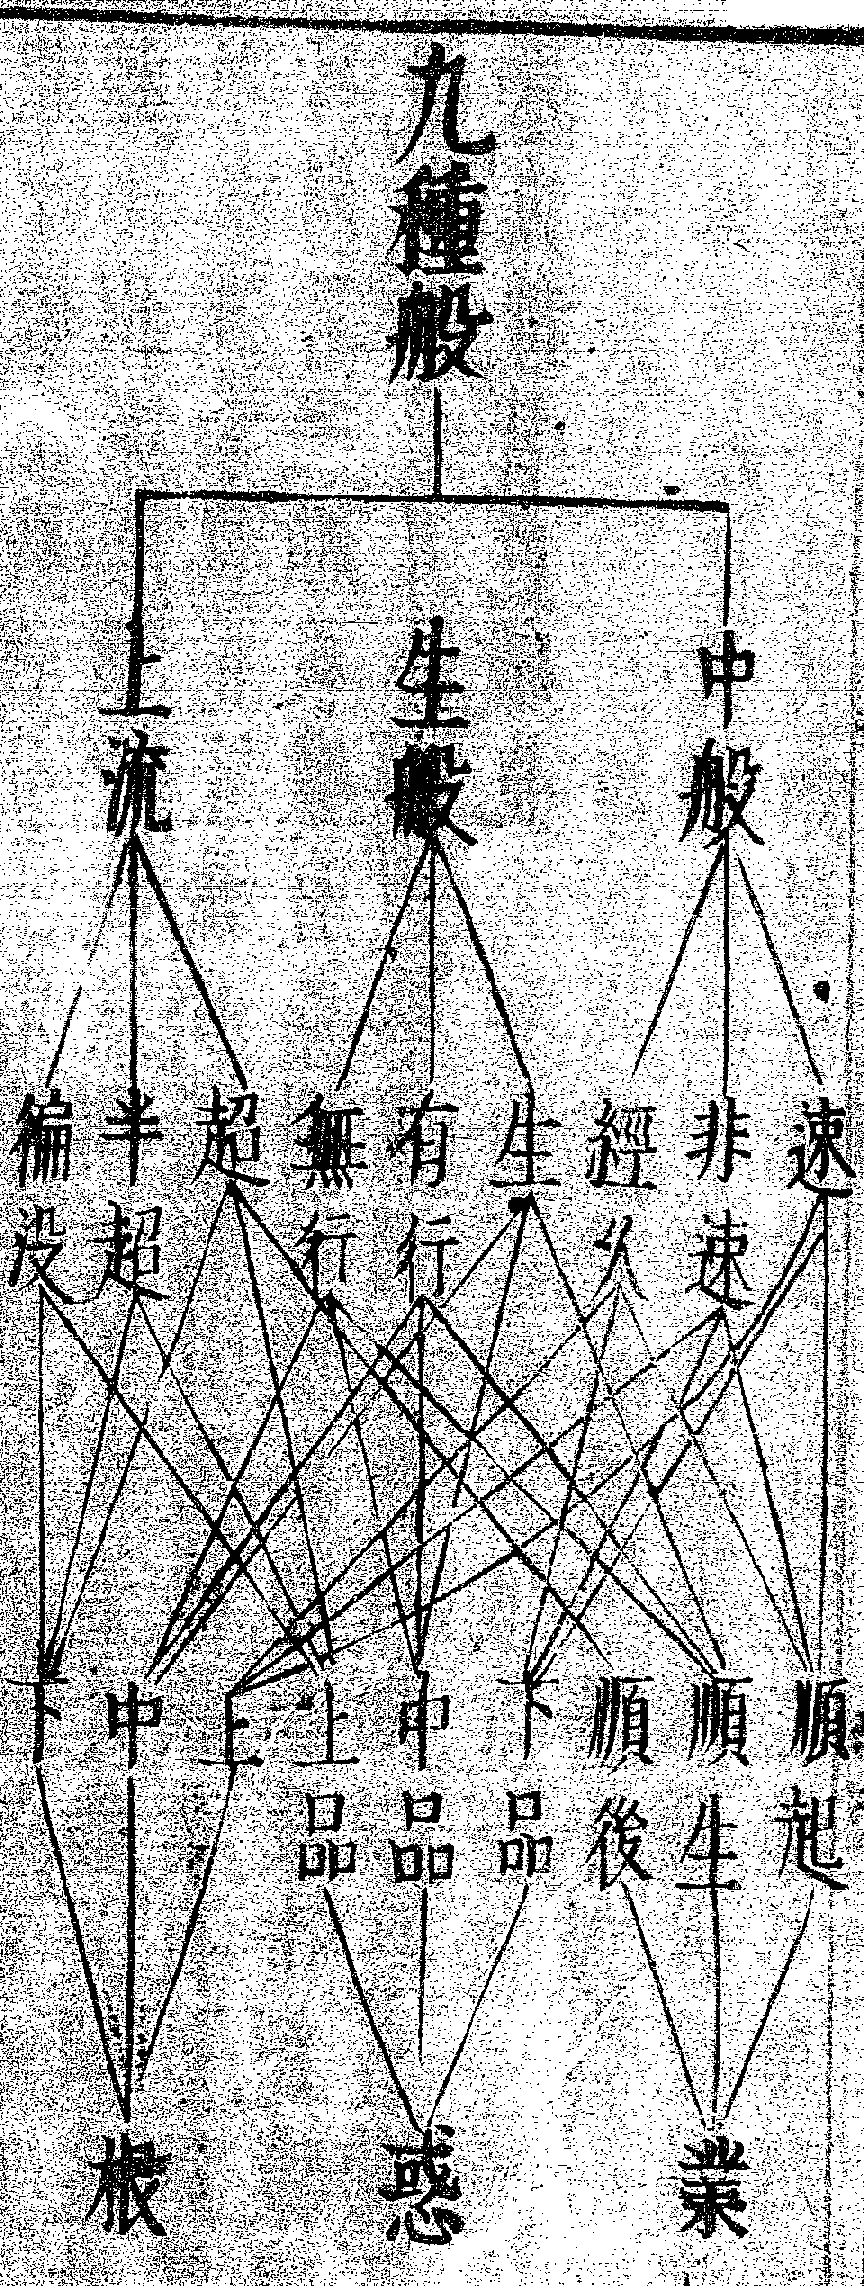 九種般
中般
生般
上流
速
非速
經久
生
有行
無行
超
半超
徧没
順起
順生
順後
下品
中品
上品
上
中
下
業
惑
根